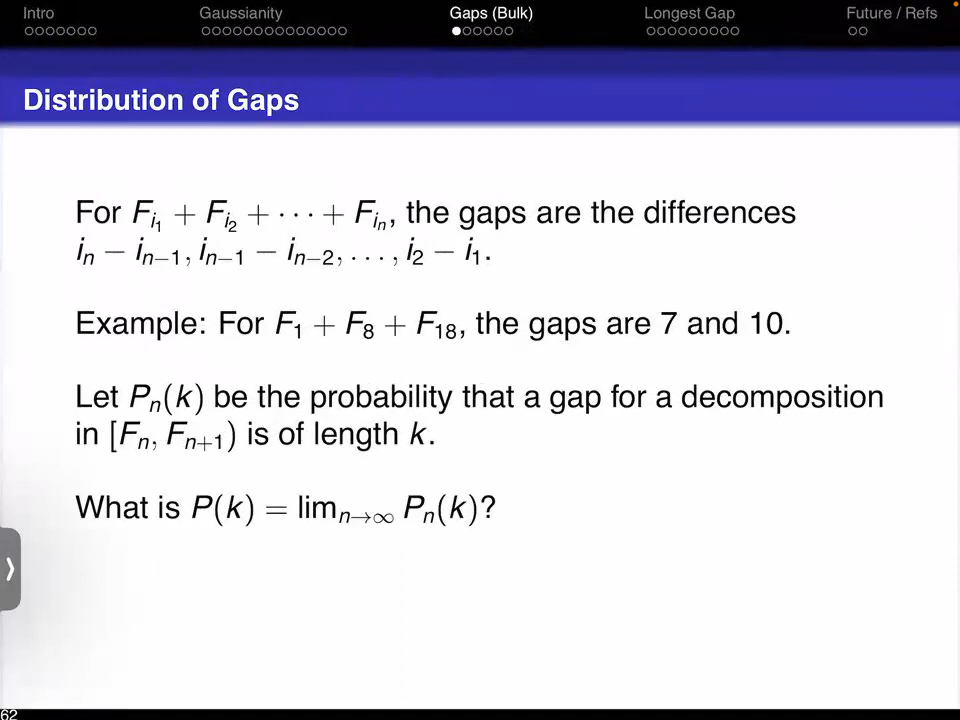 Intro Gaussianity Gaps (Bulk) Longest Gap Future / Refs
Distribution of Gaps
For F_{i_1} + F_{i_2} + ··· + F_{i_n}, the gaps are the differences
i_n − i_{n−1}, i_{n−1} − i_{n−2}, . . . , i_2 − i_1.
Example: For F_1 + F_8 + F_{18}, the gaps are 7 and 10.
Let P_n(k) be the probability that a gap for a decomposition
in [F_n, F_{n+1}) is of length k.
What is P(k) = lim_{n→∞} P_n(k)?
62